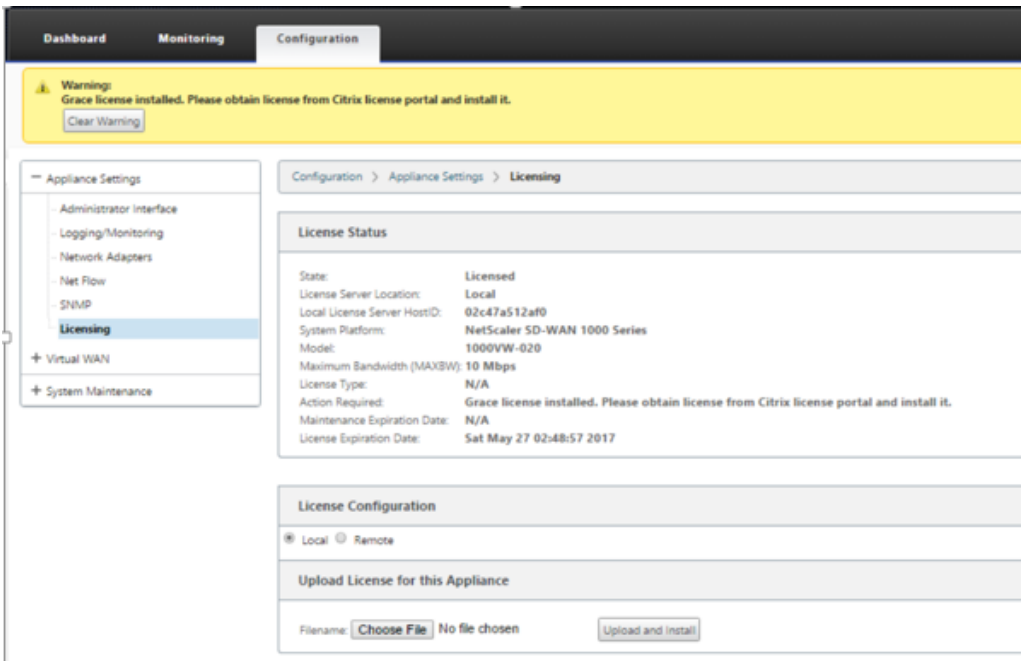 Dashboard Monitoring Configuration
Warning:
Grace license installed. Please obtain license from Citrix license portal and install it.
Clear Warning
Appliance Settings
Administrator Interface
Logging/Monitoring
Network Adapters
Net Flow
SNMP
Licensing
+ Virtual WAN
+ System Maintenance
Configuration > Appliance Settings > Licensing
License Status
State: Licensed
License Server Location: Local
Local License Server HostID: 02c47a512af0
System Platform: NetScaler SD-WAN 1000 Series
Model: 1000VW-020
Maximum Bandwidth (MAXBW): 10 Mbps
License Type: N/A
Action Required: Grace license installed. Please obtain license from Citrix license portal and install it.
Maintenance Expiration Date: N/A
License Expiration Date: Sat May 27 02:48:57 2017
License Configuration
Local Remote
Upload License for this Appliance
Filename: Choose File No file chosen Upload and Install